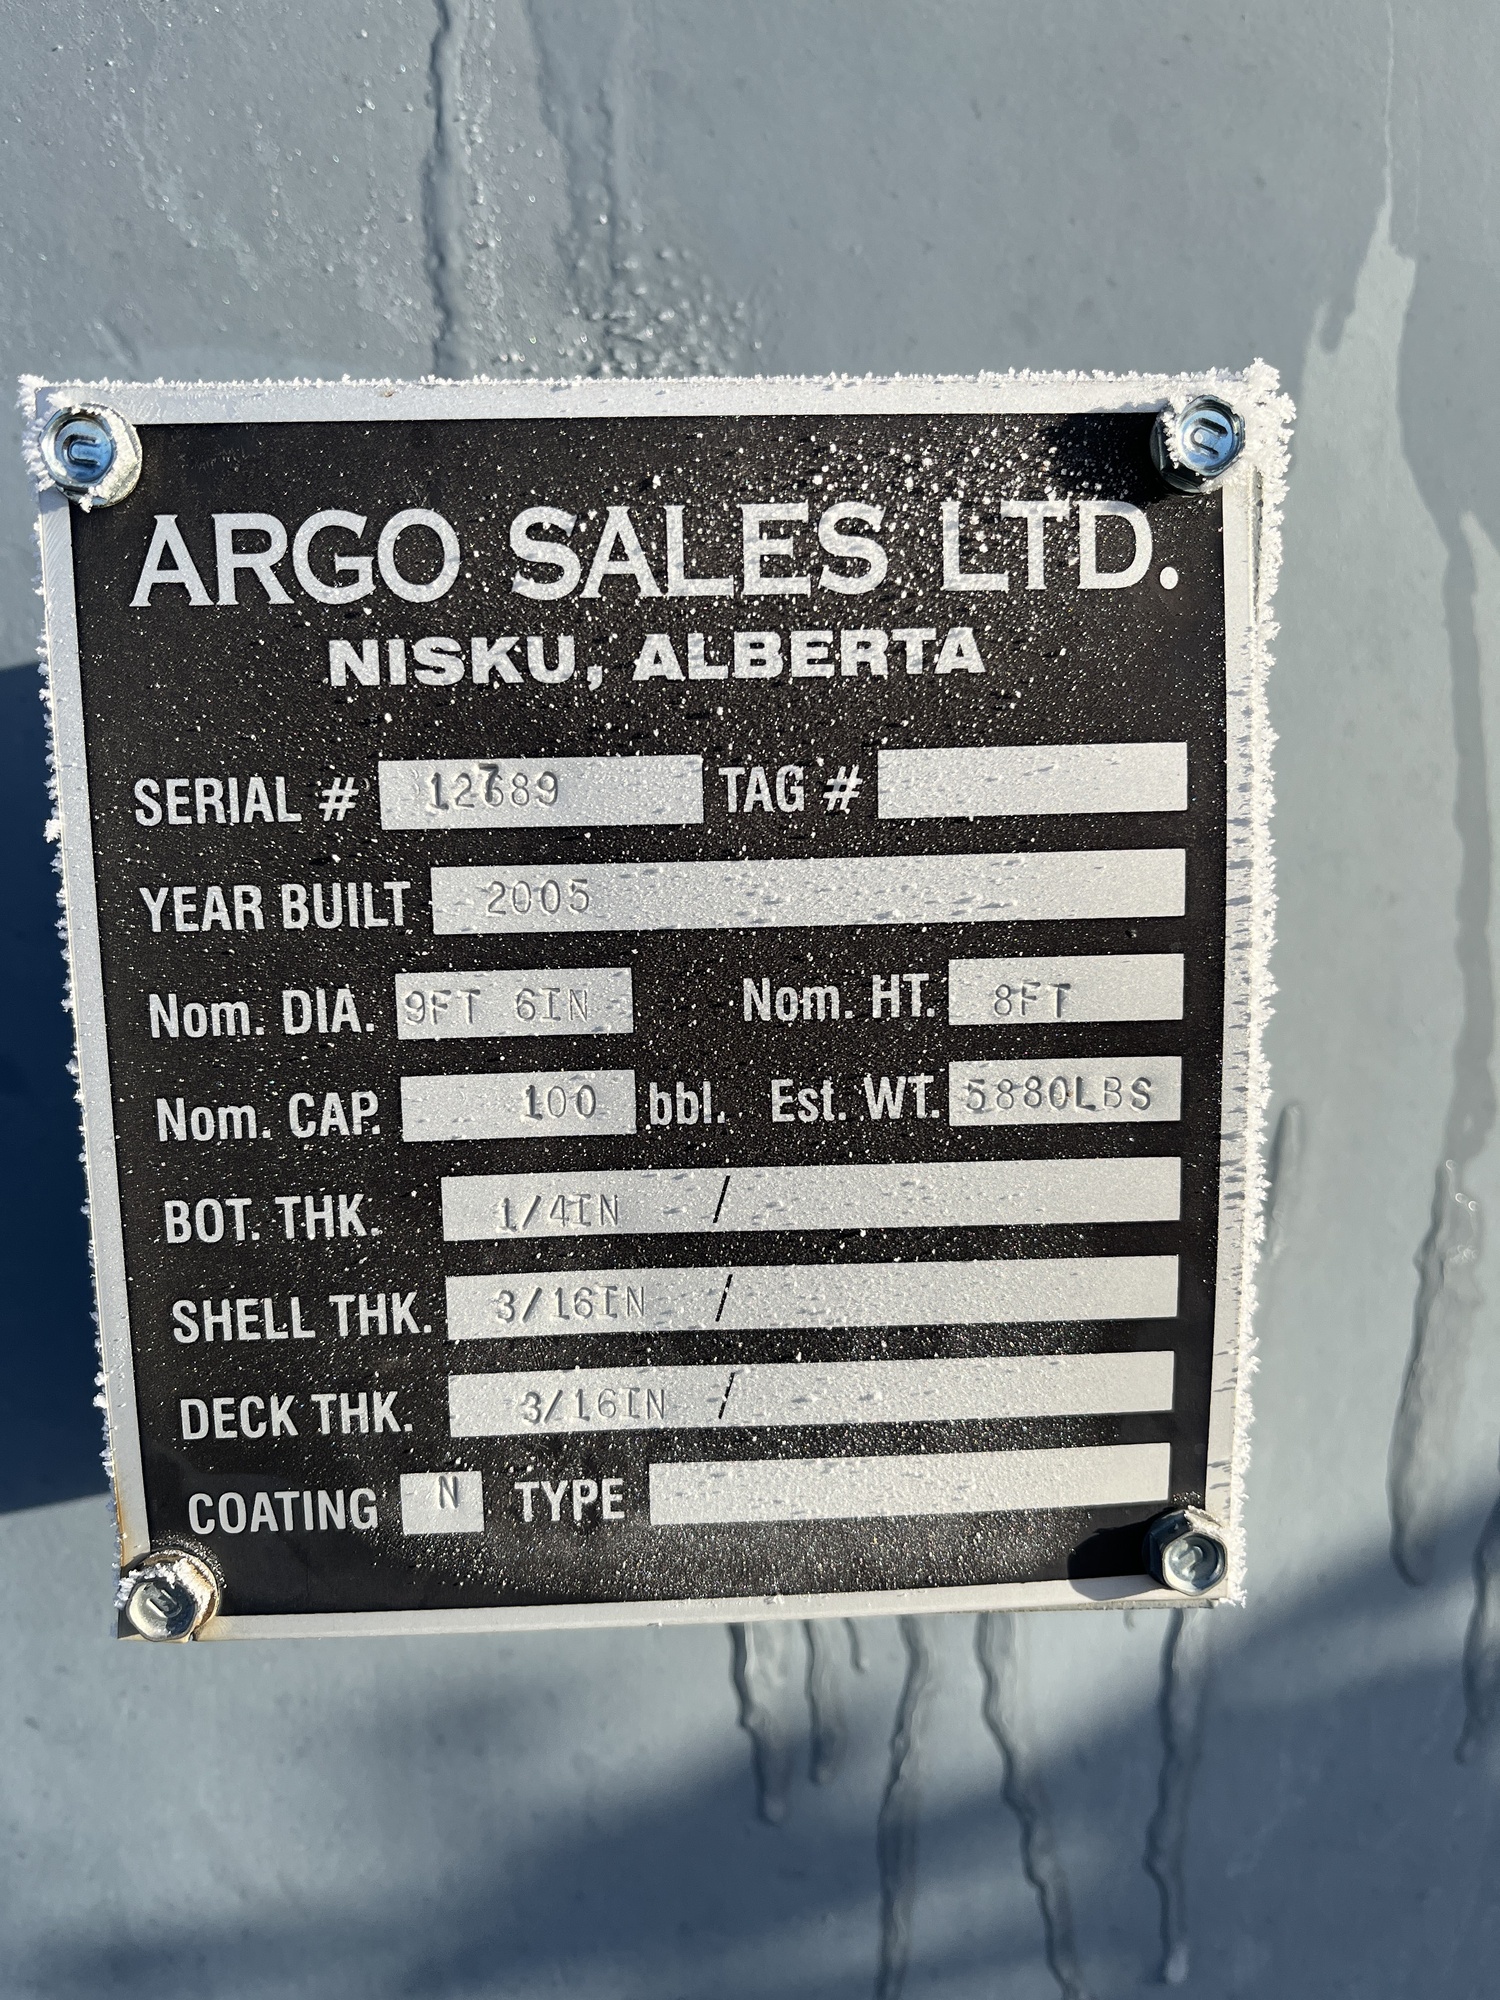 ARGO SALES LTD.
NISKU, ALBERTA
SERIAL # TAG #
YEAR BUILT 2005
Nom. DIA. 9FT 6IN Nom. HT. 8FT
Nom. CAP. 100 bbl. Est. WT. 5880LBS
BOT. THK. 1/4IN /
SHELL THK. 3/16IN /
DECK THK. 3/16IN /
COATING N TYPE